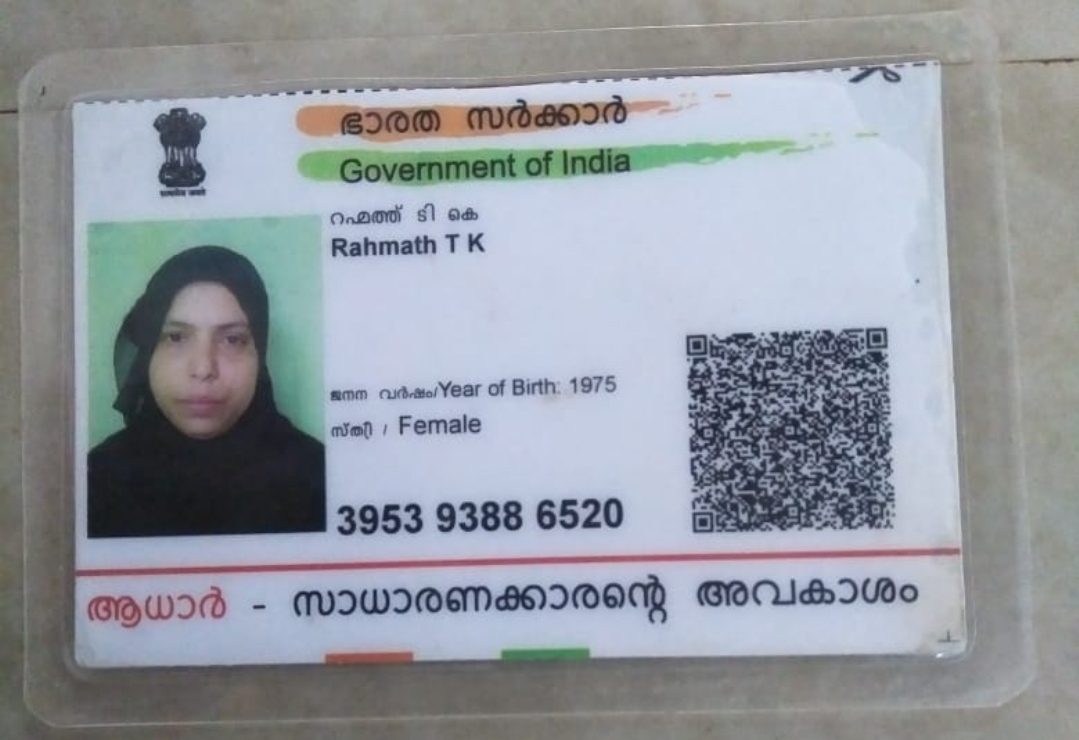 ഭാരത സർക്കാർ
Government of India
റഹ്മത്ത് ടി കെ
Rahmath T K
ജനന വർഷം/Year of Birth: 1975
സ്ത്രീ / Female
3953 9388 6520
ആധാർ - സാധാരണക്കാരന്റെ അവകാശം